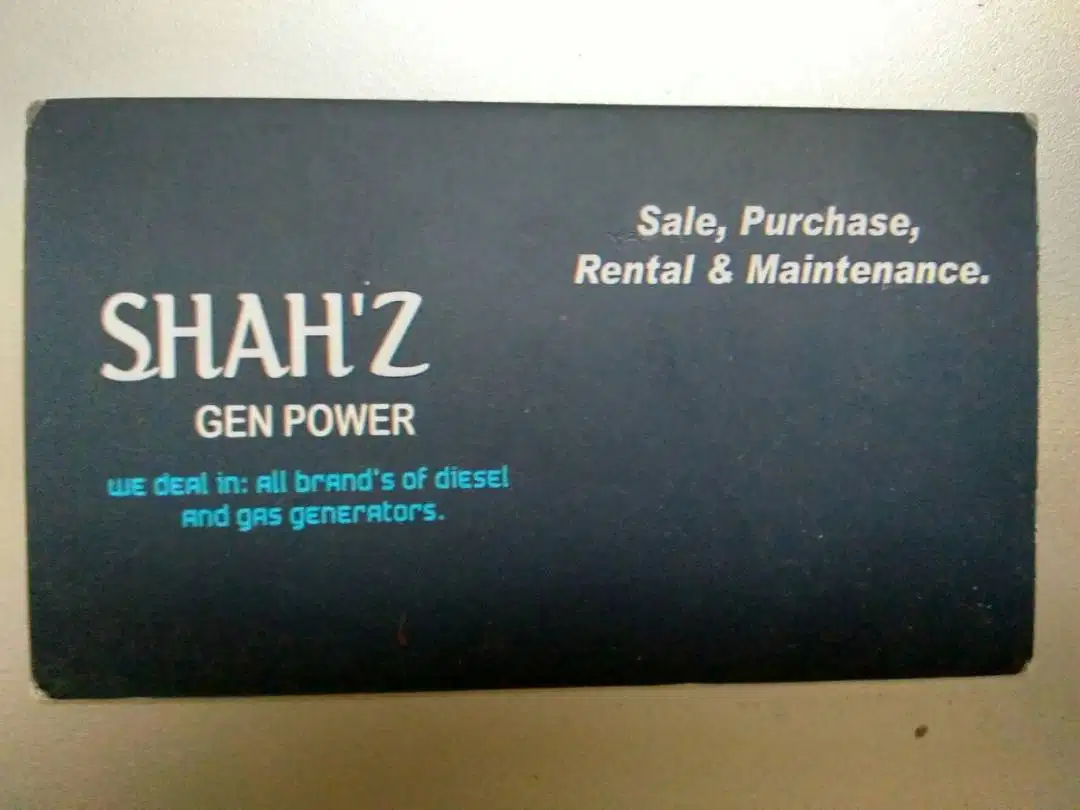 Sale, Purchase,
Rental & Maintenance.
SHAH'Z
GEN POWER
we deal in: all brand's of diesel
and gas generators.